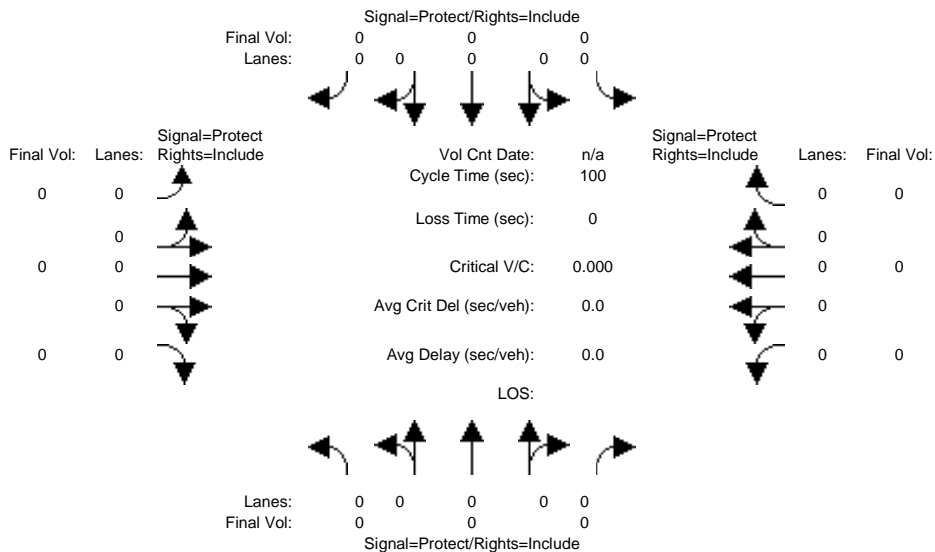 Signal=Protect/Rights=Include
Final Vol: 0 0 0
Lanes: 0 0 0 0 0
Signal=Protect Signal=Protect
Final Vol: Lanes: Rights=Include Vol Cnt Date: n/a Rights=Include Lanes: Final Vol:
Cycle Time (sec): 100
0 0 0 0
Loss Time (sec): 0
0 0
0 0 Critical V/C: 0.000 0 0
0 Avg Crit Del (sec/veh): 0.0 0
0 0 Avg Delay (sec/veh): 0.0 0 0
LOS:
Lanes: 0 0 0 0 0
Final Vol: 0 0 0
Signal=Protect/Rights=Include